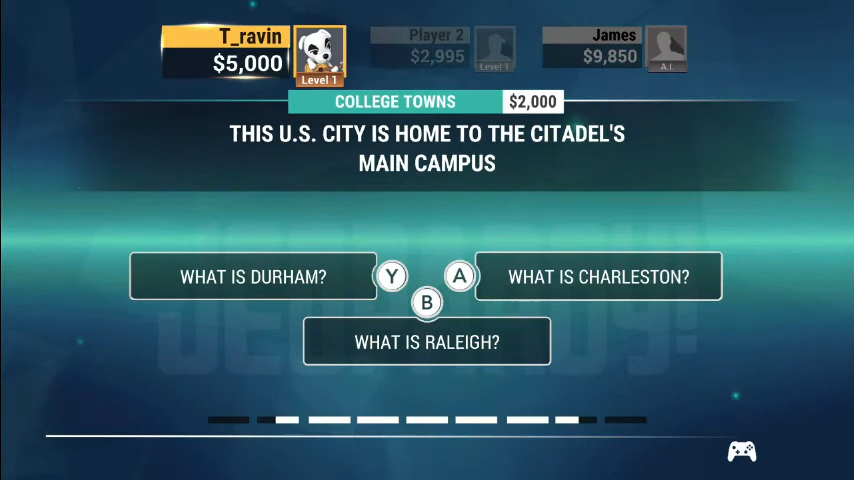 T_ravin
$5,000
Level 1
Player 2
$2,995
Level 1
James
$9,850
A.I.
COLLEGE TOWNS $2,000
THIS U.S. CITY IS HOME TO THE CITADEL'S
MAIN CAMPUS
WHAT IS DURHAM? Y A WHAT IS CHARLESTON?
B
WHAT IS RALEIGH?
JEOPARDY!